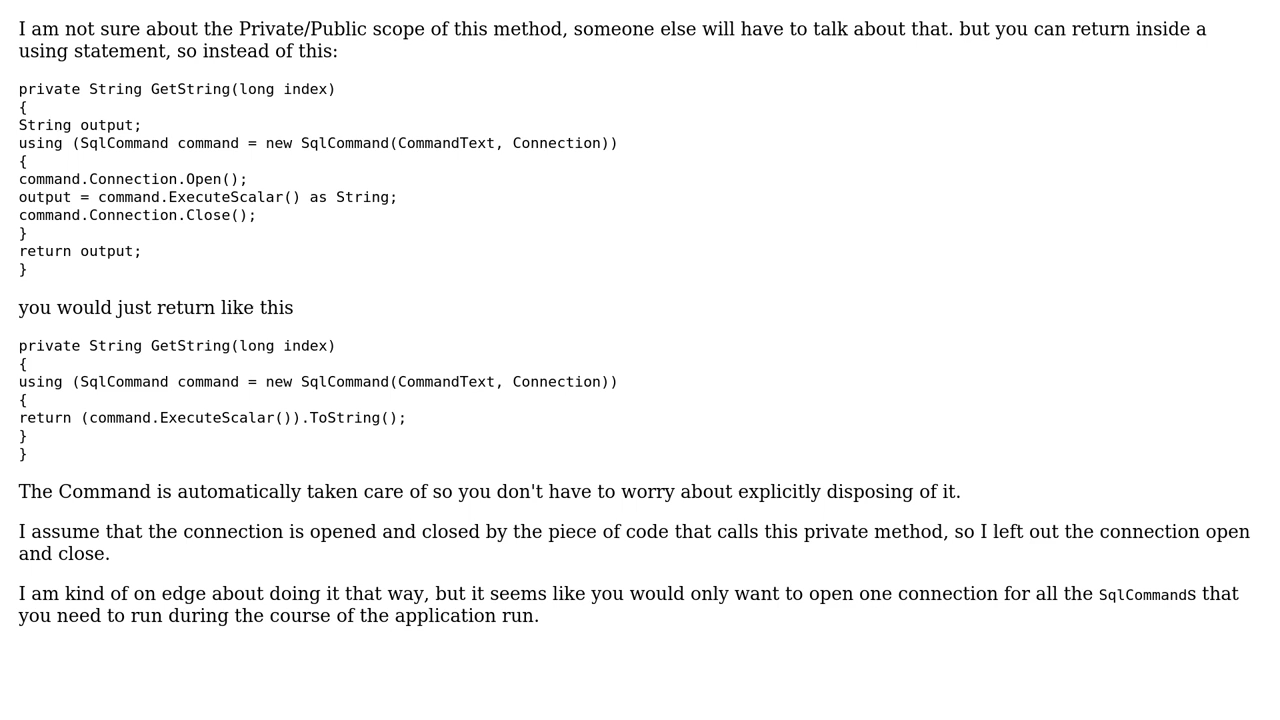 I am not sure about the Private/Public scope of this method, someone else will have to talk about that. but you can return inside a
using statement, so instead of this:
private String GetString(long index)
{
String output;
using (SqlCommand command = new SqlCommand(CommandText, Connection))
{
command.Connection.Open();
output = command.ExecuteScalar() as String;
command.Connection.Close();
}
return output;
}
you would just return like this
private String GetString(long index)
{
using (SqlCommand command = new SqlCommand(CommandText, Connection))
{
return (command.ExecuteScalar()).ToString();
}
}
The Command is automatically taken care of so you don't have to worry about explicitly disposing of it.
I assume that the connection is opened and closed by the piece of code that calls this private method, so I left out the connection open
and close.
I am kind of on edge about doing it that way, but it seems like you would only want to open one connection for all the SqlCommands that
you need to run during the course of the application run.